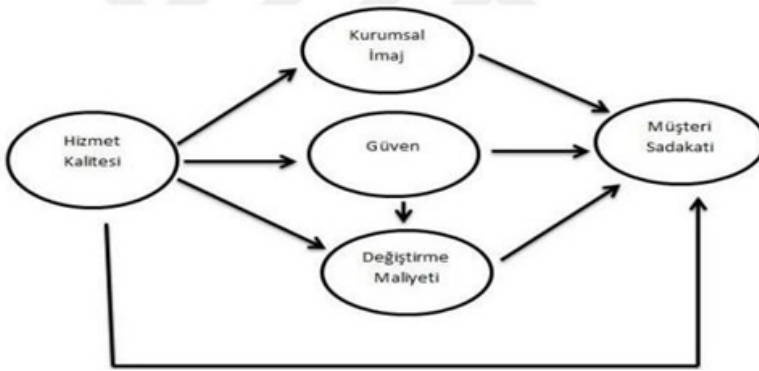 Kurumsal
İmaj
Hizmet
Kalitesi
Güven
Müşteri
Sadakati
Değiştirme
Maliyeti